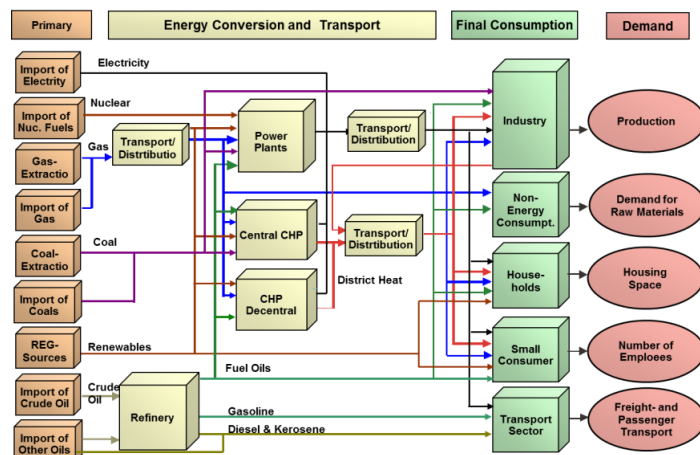 Primary
Energy Conversion and Transport
Final Consumption
Demand
Import of
Electrity
Electricity
Import of
Nuc. Fuels
Nuclear
Gas-
Extractio
Gas
Import of
Gas
Coal-
Extractio
Coal
Import of
Coals
REG-
Sources
Renewables
Import of
Crude Oil
Crude
Oil
Import of
Other Oils
Transport/
Distrtibutio
Power
Plants
Transport/
Distrtibution
Central CHP
Transport/
Distrtibution
CHP
Decentral
District Heat
Fuel Oils
Refinery
Gasoline
Diesel & Kerosene
Industry
Non-
Energy
Consumpt.
House-
holds
Small
Consumer
Transport
Sector
Production
Demand for
Raw Materials
Housing
Space
Number of
Emploees
Freight- and
Passenger
Transport